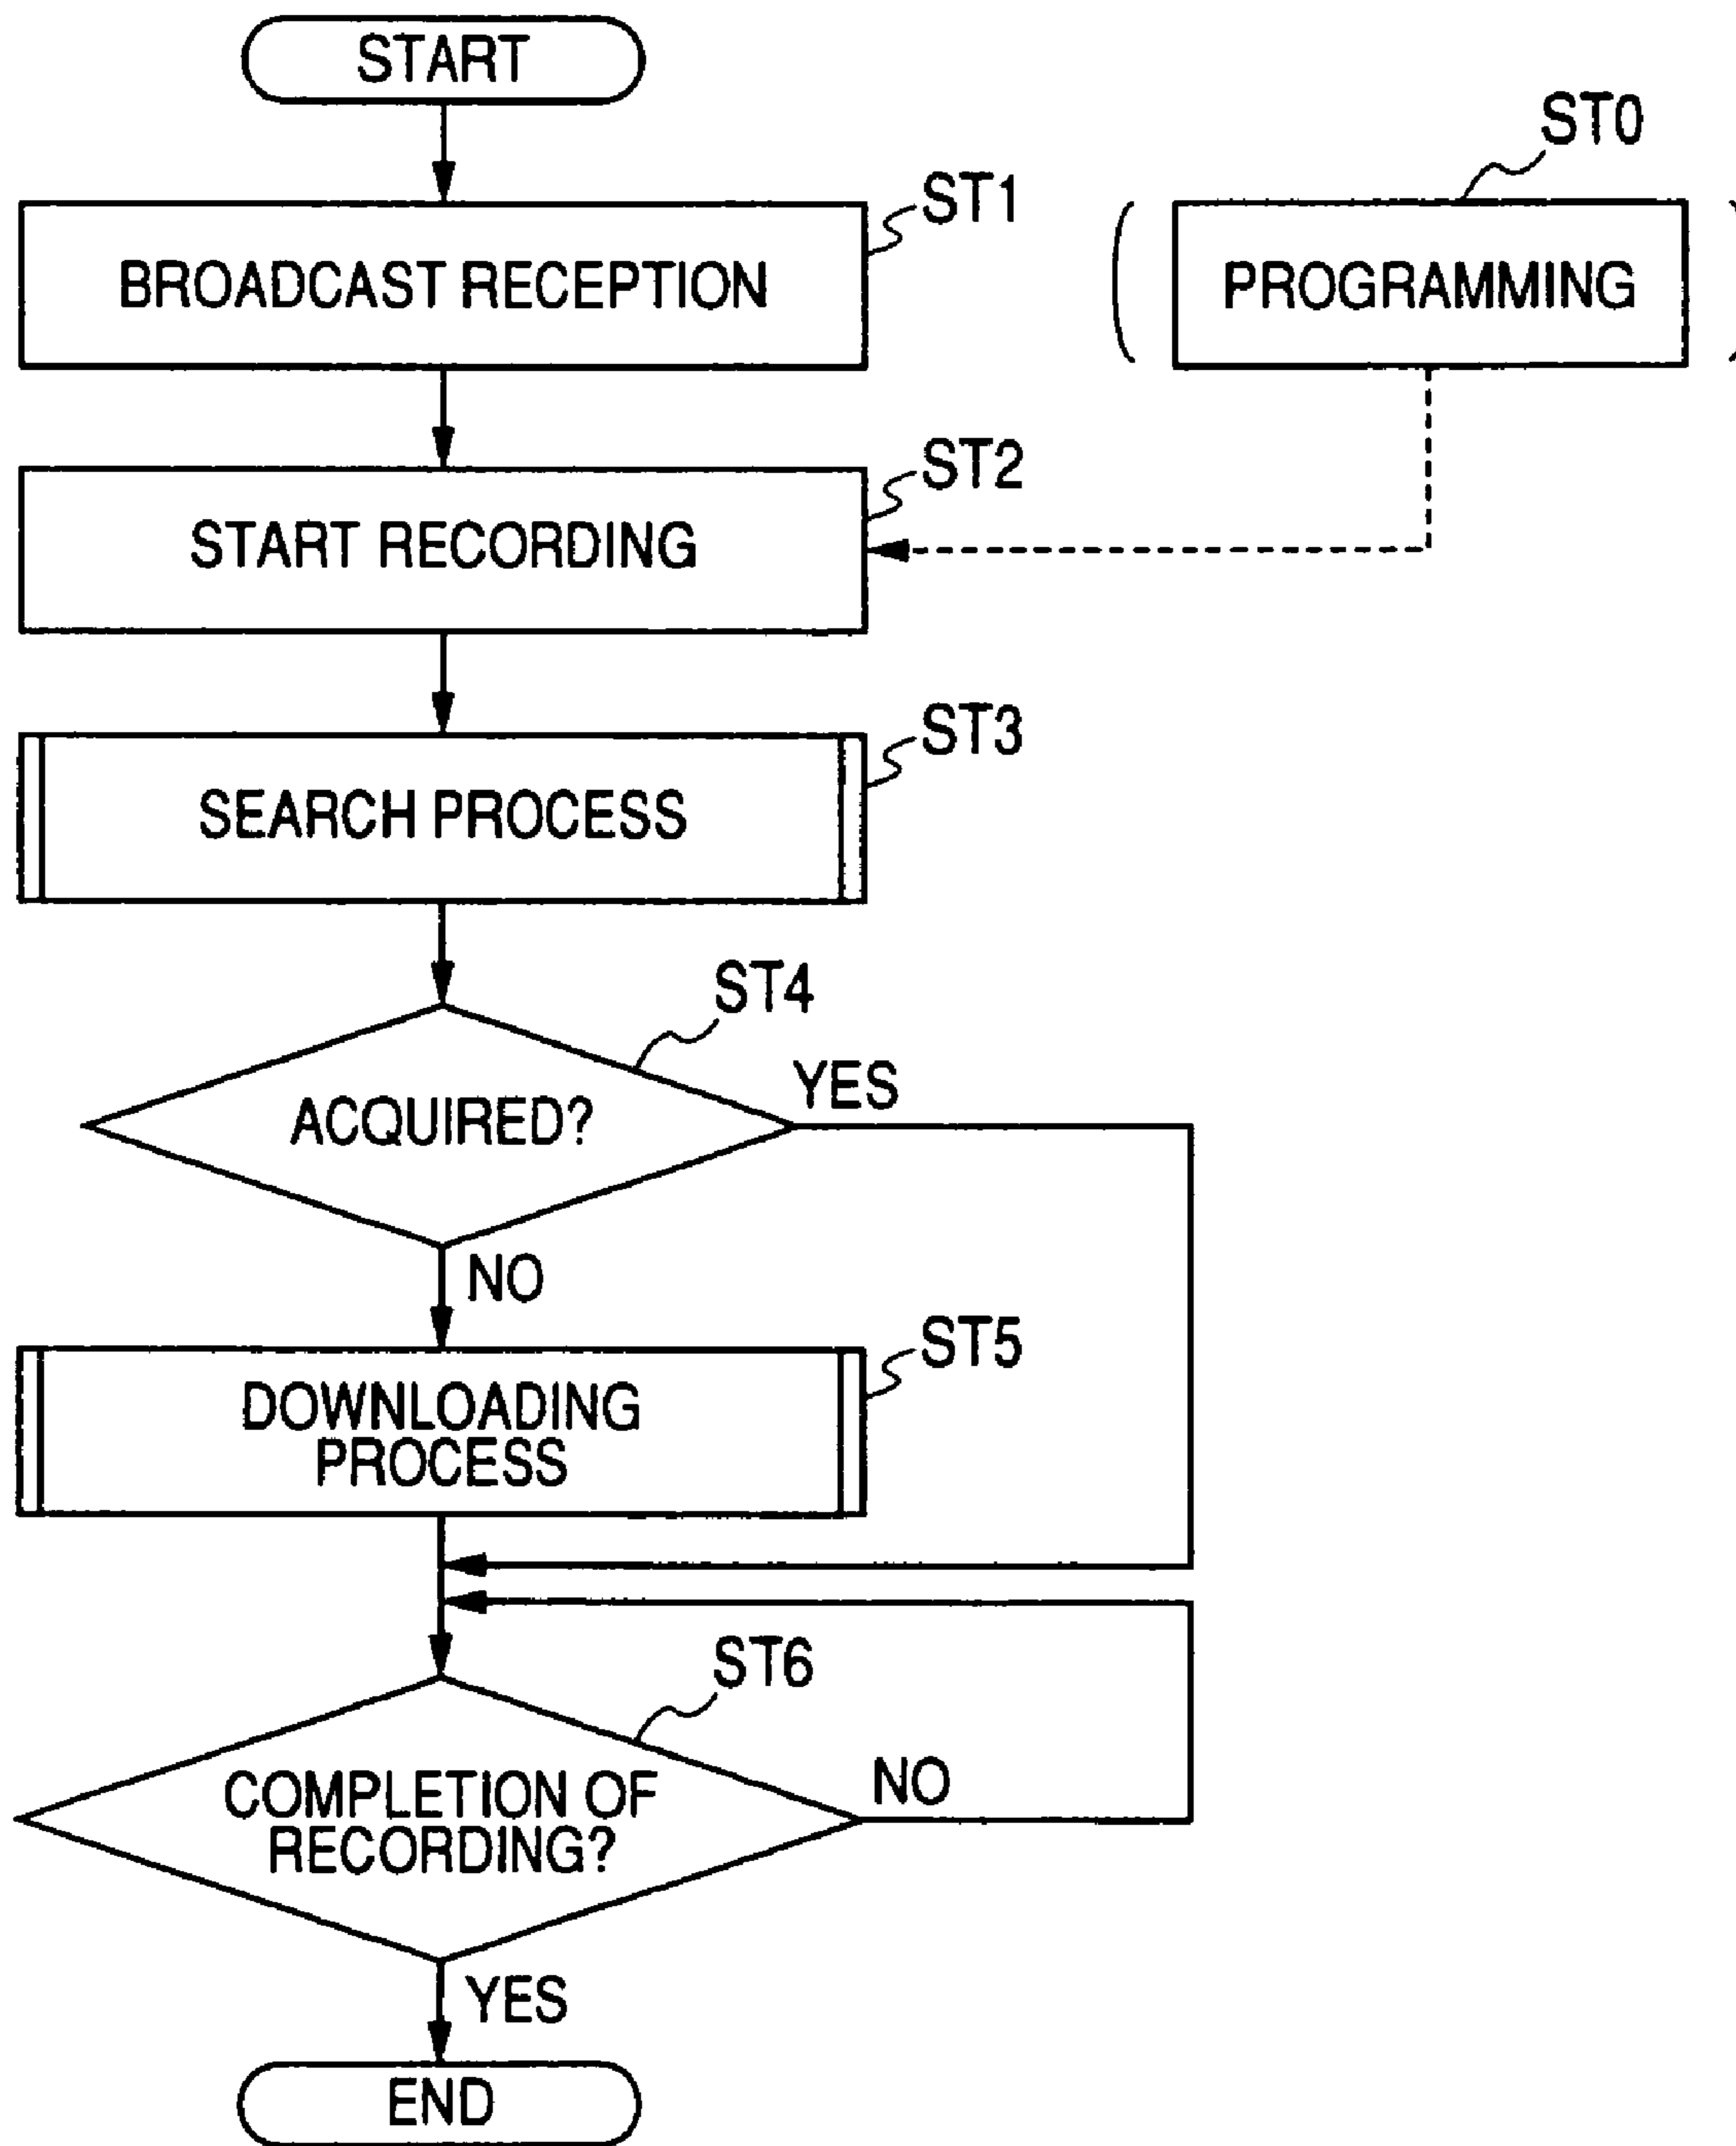 START
ST0
ST1
BROADCAST RECEPTION
( PROGRAMMING )
ST2
START RECORDING
ST3
SEARCH PROCESS
ST4
YES
ACQUIRED?
NO
ST5
DOWNLOADING
PROCESS
ST6
NO
COMPLETION OF
RECORDING?
YES
END